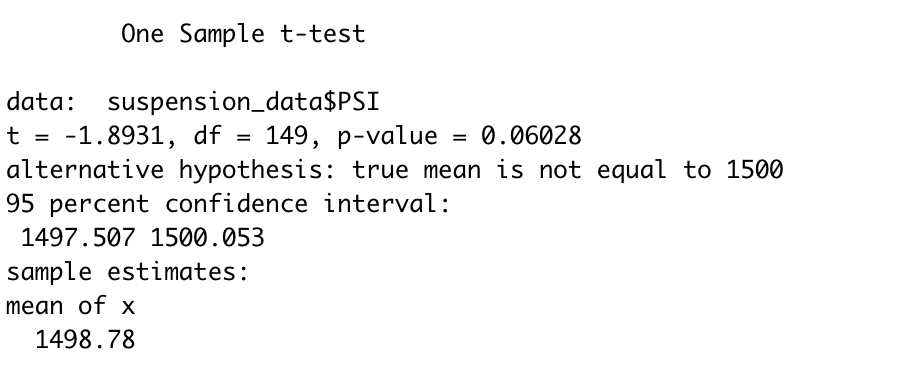 One Sample t-test
data:  suspension_data$PSI
t = -1.8931, df = 149, p-value = 0.06028
alternative hypothesis: true mean is not equal to 1500
95 percent confidence interval:
1497.507 1500.053
sample estimates:
mean of x
1498.78